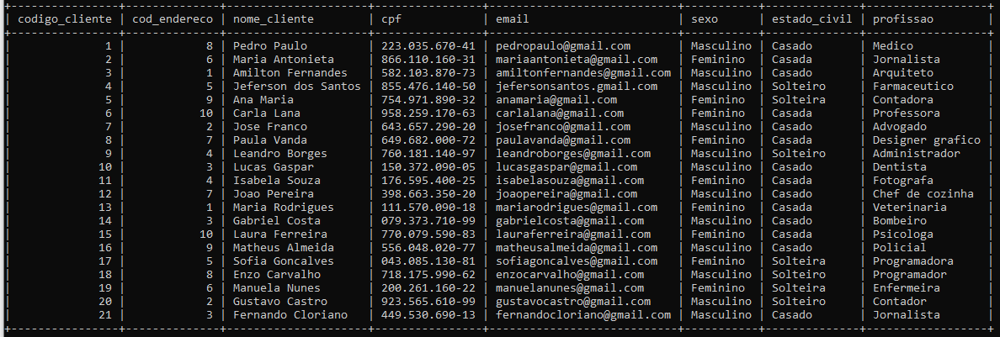 | codigo_cliente | cod_endereco | nome_cliente | cpf | email | sexo | estado_civil | profissao |
| 1 | 8 | Pedro Paulo | 223.035.670-41 | pedropaulo@gmail.com | Masculino | Casado | Medico |
| 2 | 6 | Maria Antonieta | 866.110.160-31 | mariaantonieta@gmail.com | Feminino | Casada | Jornalista |
| 3 | 1 | Amilton Fernandes | 582.103.870-73 | amiltonfernandes@gmail.com | Masculino | Casado | Arquiteto |
| 4 | 5 | Jeferson dos Santos | 855.476.140-50 | jefersonsantos.gmail.com | Masculino | Solteiro | Farmaceutico |
| 5 | 9 | Ana Maria | 754.971.890-32 | anamaria@gmail.com | Feminino | Solteira | Contadora |
| 6 | 10 | Carla Lana | 958.259.170-63 | carlalana@gmail.com | Feminino | Casada | Professora |
| 7 | 2 | Jose Franco | 643.657.290-20 | josefranco@gmail.com | Masculino | Casado | Advogado |
| 8 | 7 | Paula Vanda | 649.682.000-72 | paulavanda@gmail.com | Feminino | Casada | Designer grafico |
| 9 | 4 | Leandro Borges | 760.181.140-97 | leandroborges@gmail.com | Masculino | Solteiro | Administrador |
| 10 | 3 | Lucas Gaspar | 150.372.090-05 | lucasgaspar@gmail.com | Masculino | Casado | Dentista |
| 11 | 4 | Isabela Souza | 176.595.400-25 | isabelasouza@gmail.com | Feminino | Casada | Fotografa |
| 12 | 7 | Joao Pereira | 398.663.350-20 | joaopereira@gmail.com | Masculino | Casado | Chef de cozinha |
| 13 | 1 | Maria Rodrigues | 111.570.090-18 | mariarodrigues@gmail.com | Feminino | Casada | Veterinaria |
| 14 | 3 | Gabriel Costa | 079.373.710-99 | gabrielcosta@gmail.com | Masculino | Casado | Bombeiro |
| 15 | 10 | Laura Ferreira | 770.079.590-83 | lauraferreira@gmail.com | Feminino | Casada | Psicologa |
| 16 | 9 | Matheus Almeida | 556.048.020-77 | matheusalmeida@gmail.com | Masculino | Casado | Policial |
| 17 | 5 | Sofia Goncalves | 043.085.130-81 | sofiagoncalves@gmail.com | Feminino | Solteira | Programadora |
| 18 | 8 | Enzo Carvalho | 718.175.990-62 | enzocarvalho@gmail.com | Masculino | Solteiro | Programador |
| 19 | 6 | Manuela Nunes | 200.261.160-22 | manuelanunes@gmail.com | Feminino | Solteira | Enfermeira |
| 20 | 2 | Gustavo Castro | 923.565.610-99 | gustavocastro@gmail.com | Masculino | Solteiro | Contador |
| 21 | 3 | Fernando Cloriano | 449.530.690-13 | fernandocloriano@gmail.com | Masculino | Casado | Jornalista |